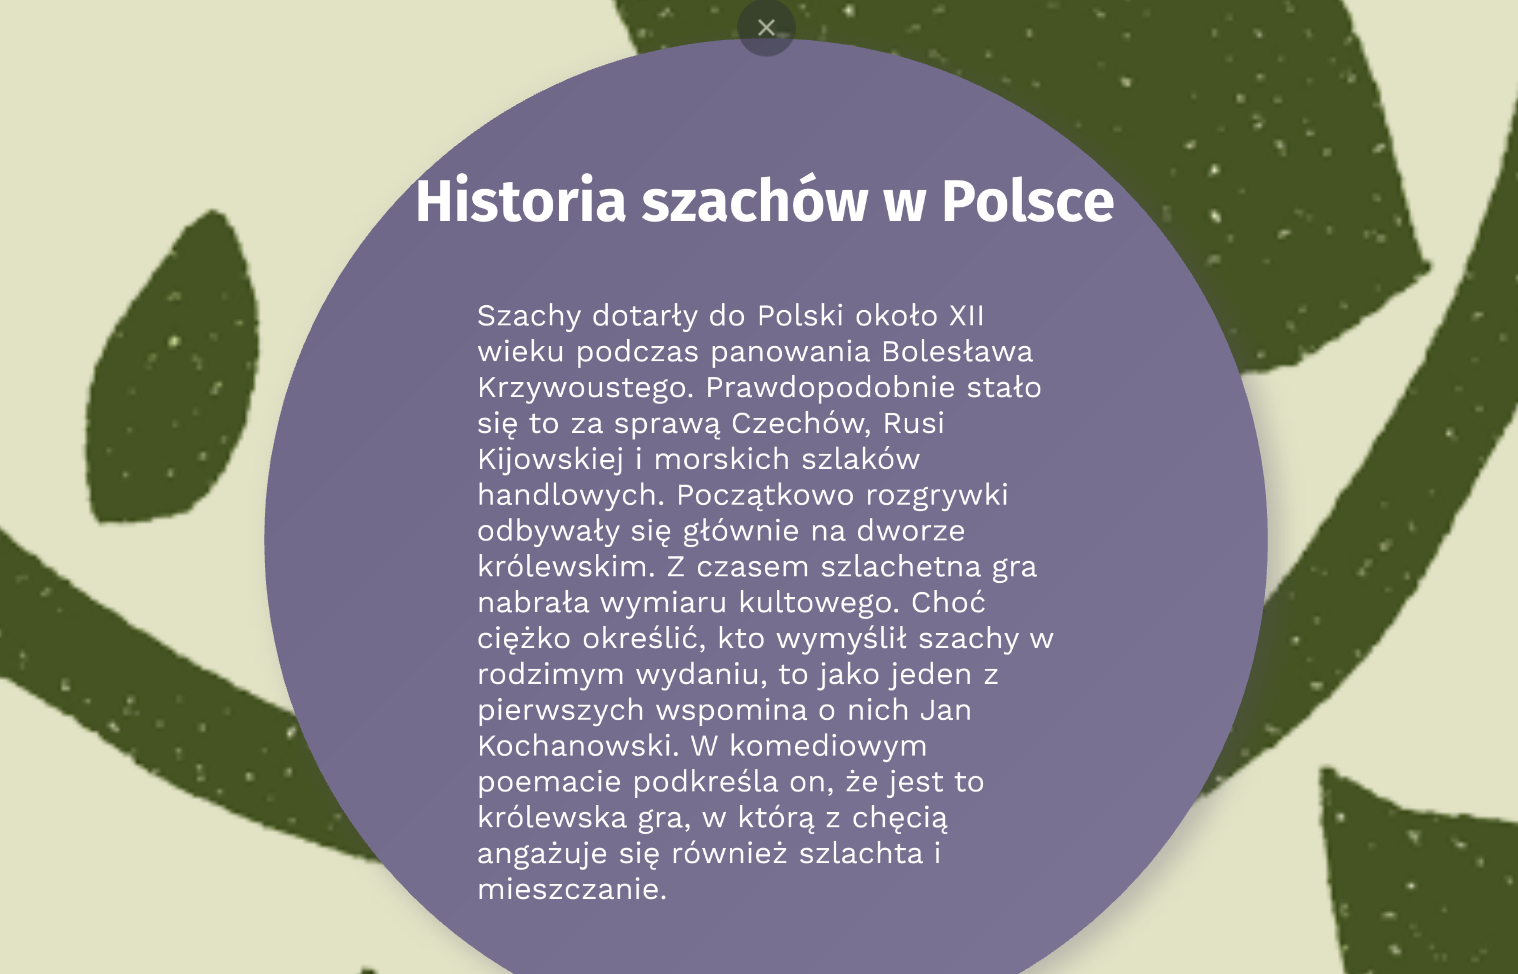 Historia szachów w Polsce
Szachy dotarły do Polski około XII
wieku podczas panowania Bolesława
Krzywoustego. Prawdopodobnie stało
się to za sprawą Czechów, Rusi
Kijowskiej i morskich szlaków
handlowych. Początkowo rozgrywki
odbywały się głównie na dworze
królewskim. Z czasem szlachetna gra
nabrała wymiaru kultowego. Choć
ciężko określić, kto wymyślił szachy w
rodzimym wydaniu, to jako jeden z
pierwszych wspomina o nich Jan
Kochanowski. W komediowym
poemacie podkreśla on, że jest to
królewska gra, w którą z chęcią
angażuje się również szlachta i
mieszczanie.